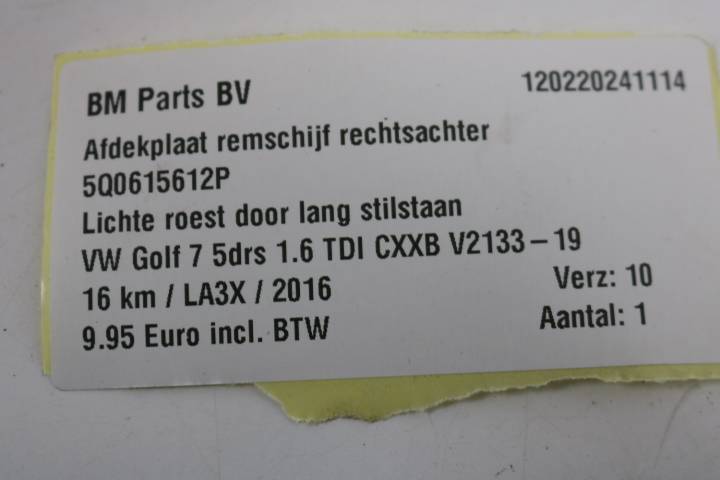 BM Parts BV 120220241114
Afdekplaat remschijf rechtsachter
5Q0615612P
Lichte roest door lang stilstaan
VW Golf 7 5drs 1.6 TDI CXXB V2133-19
16 km / LA3X / 2016 Verz: 10
9.95 Euro incl. BTW Aantal: 1